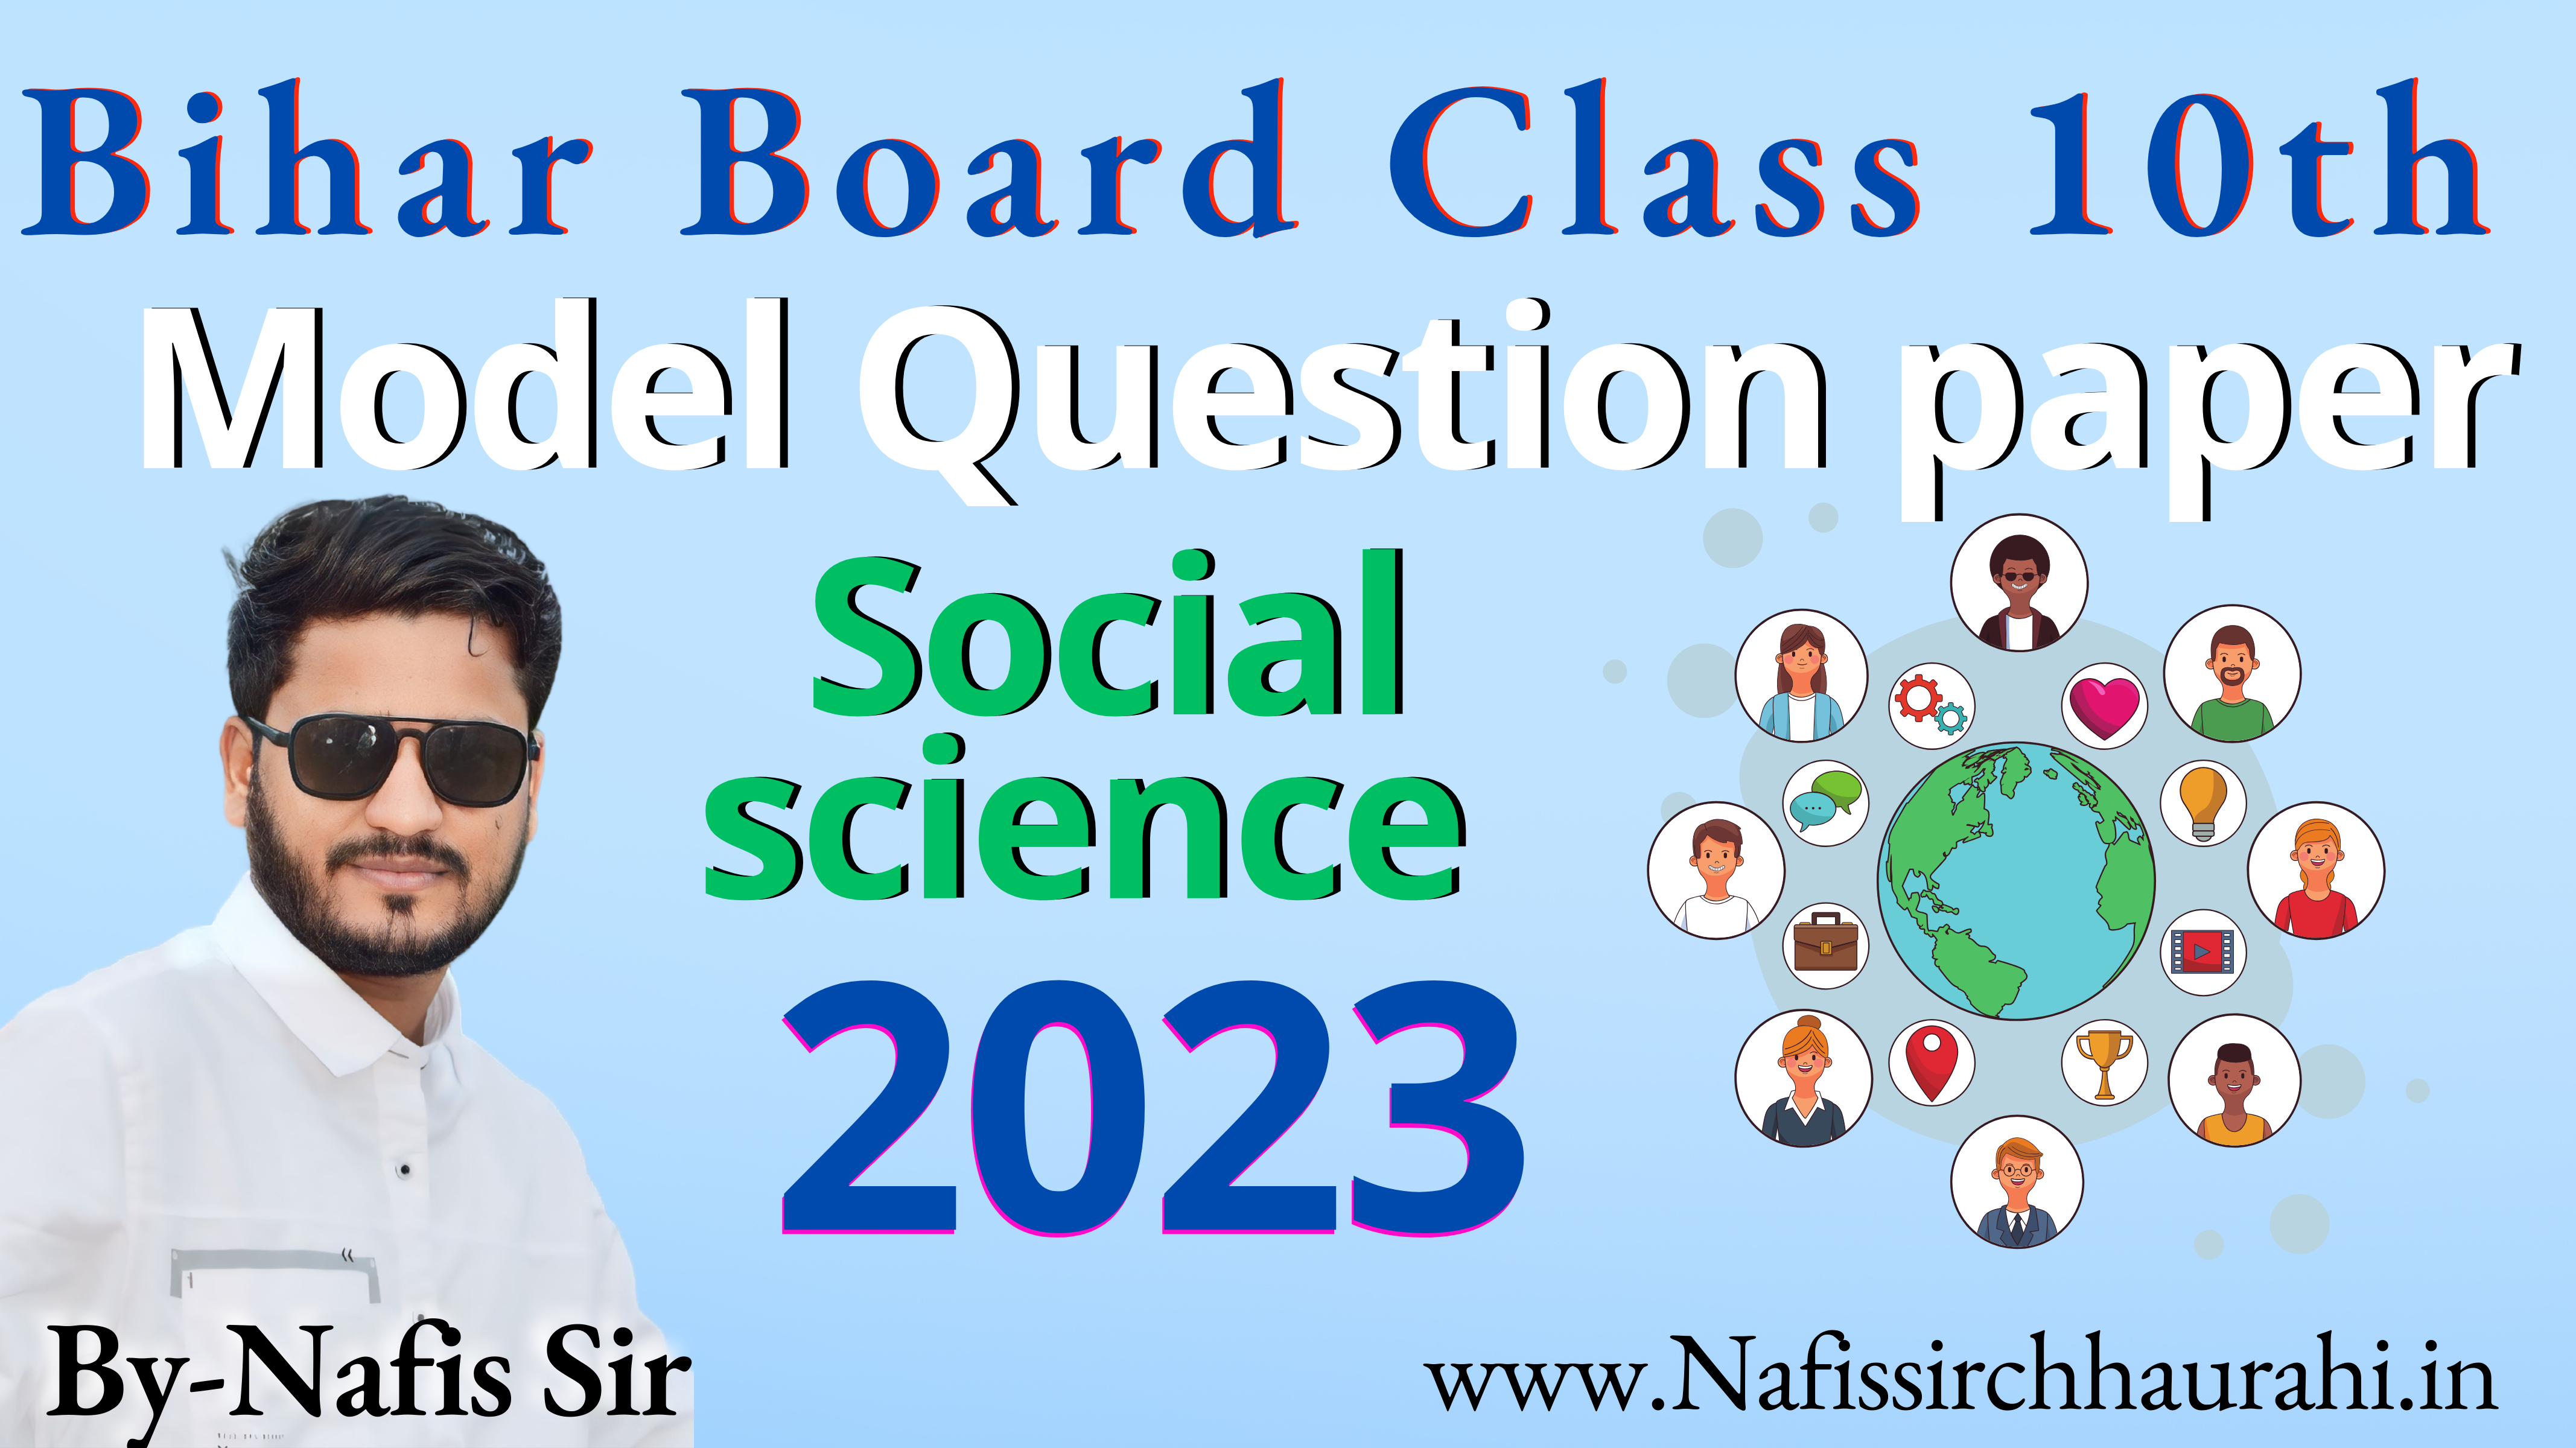 Bihar Board Class 10th
Model Question paper
Social
science
2023
By-Nafis Sir
www.Nafissirchhaurahi.in